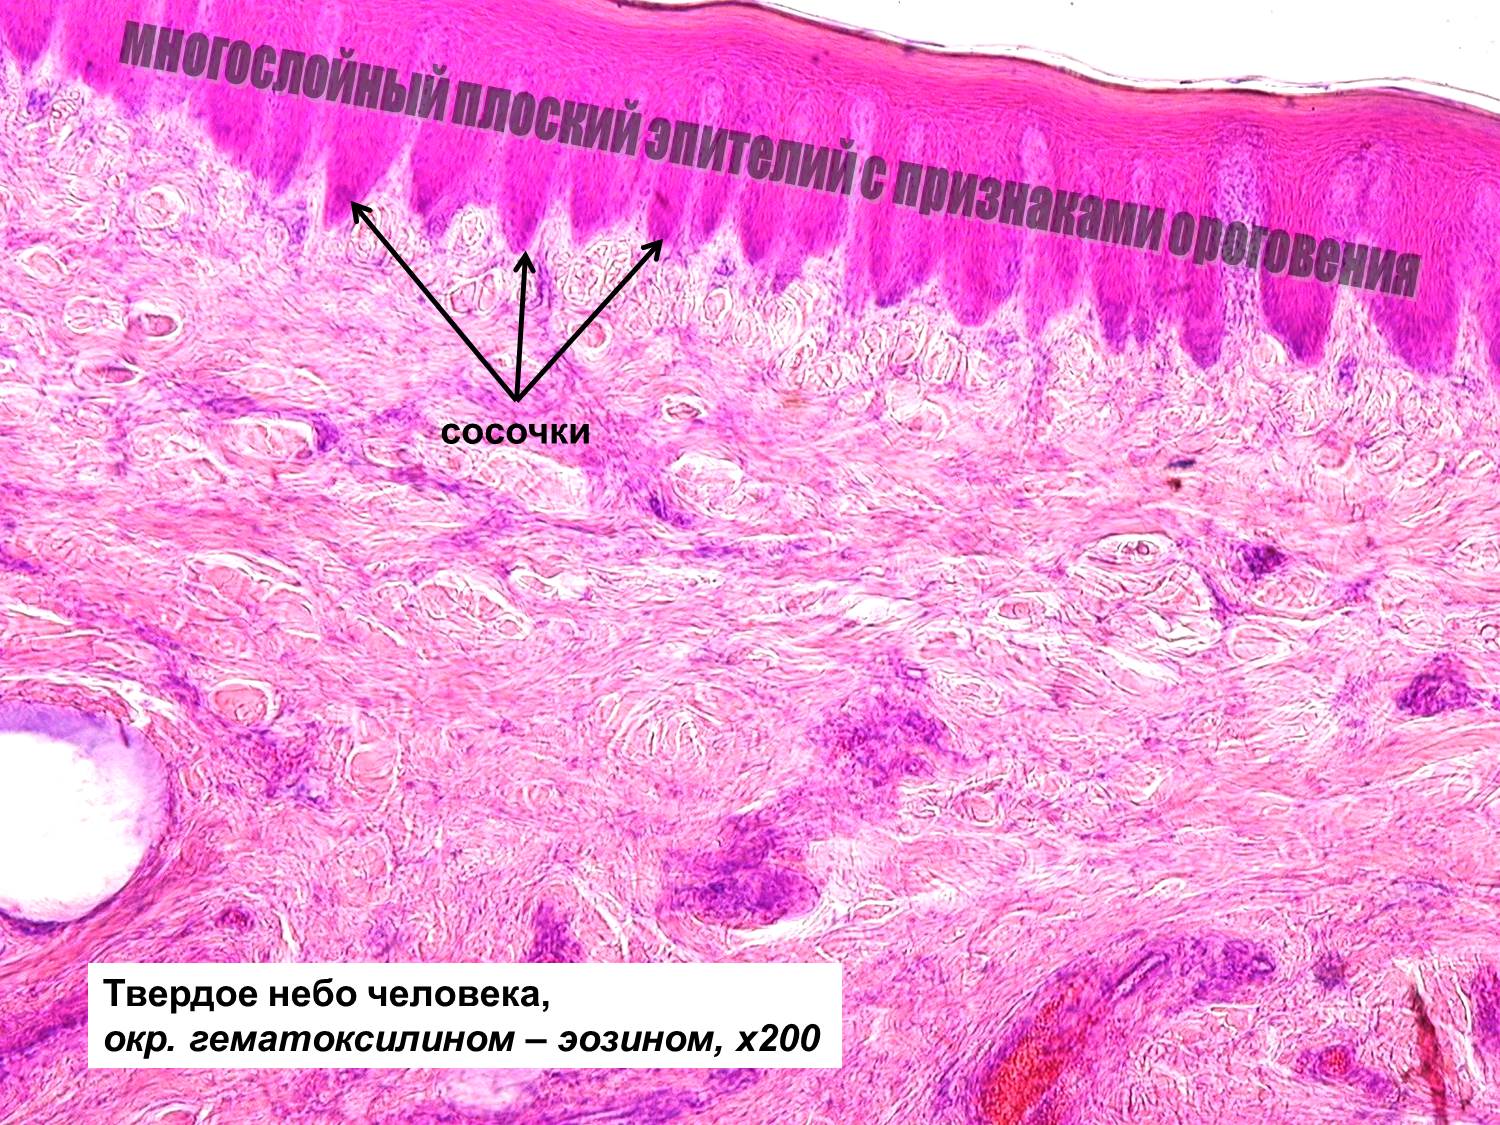 многослойный плоский эпителий с признаками ороговения
сосочки
Твердое небо человека,
окр. гематоксилином – эозином, х200